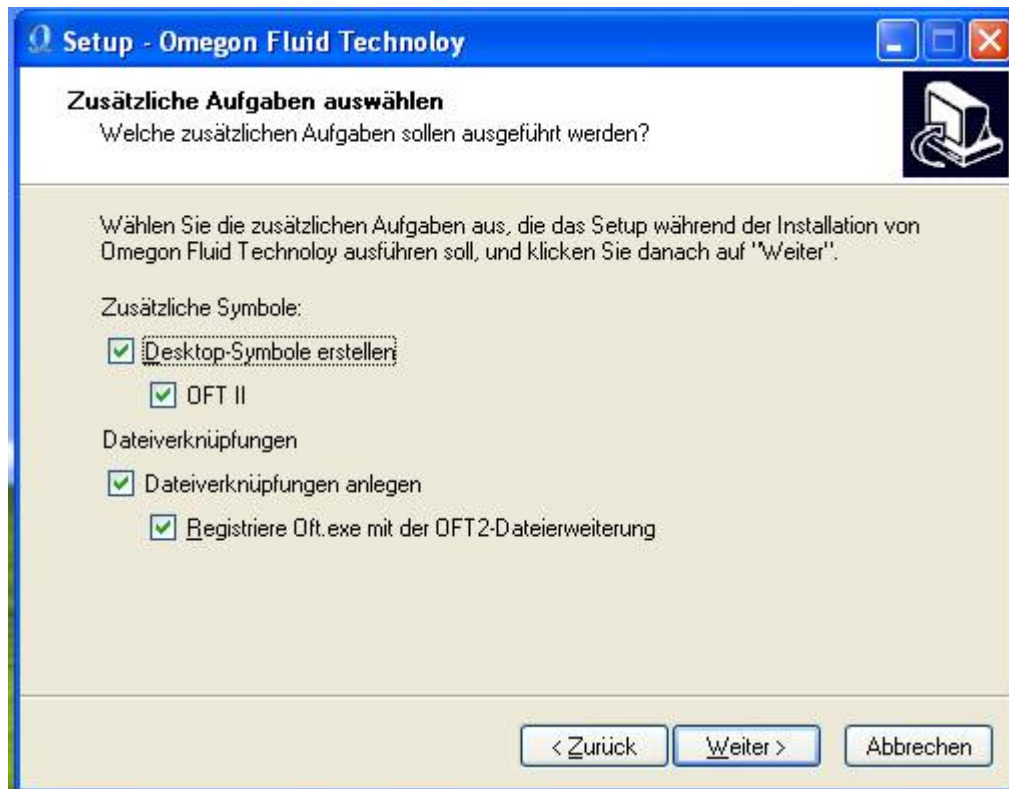 Setup - Omegon Fluid Technoloy
Zusätzliche Aufgaben auswählen
Welche zusätzlichen Aufgaben sollen ausgeführt werden?
Wählen Sie die zusätzlichen Aufgaben aus, die das Setup während der Installation von
Omegon Fluid Technoloy ausführen soll, und klicken Sie danach auf "Weiter".
Zusätzliche Symbole:
Desktop-Symbole erstellen
OFT II
Dateiverknüpfungen
Dateiverknüpfungen anlegen
Registriere Oft.exe mit der OFT2-Dateierweiterung
< Zurück Weiter > Abbrechen